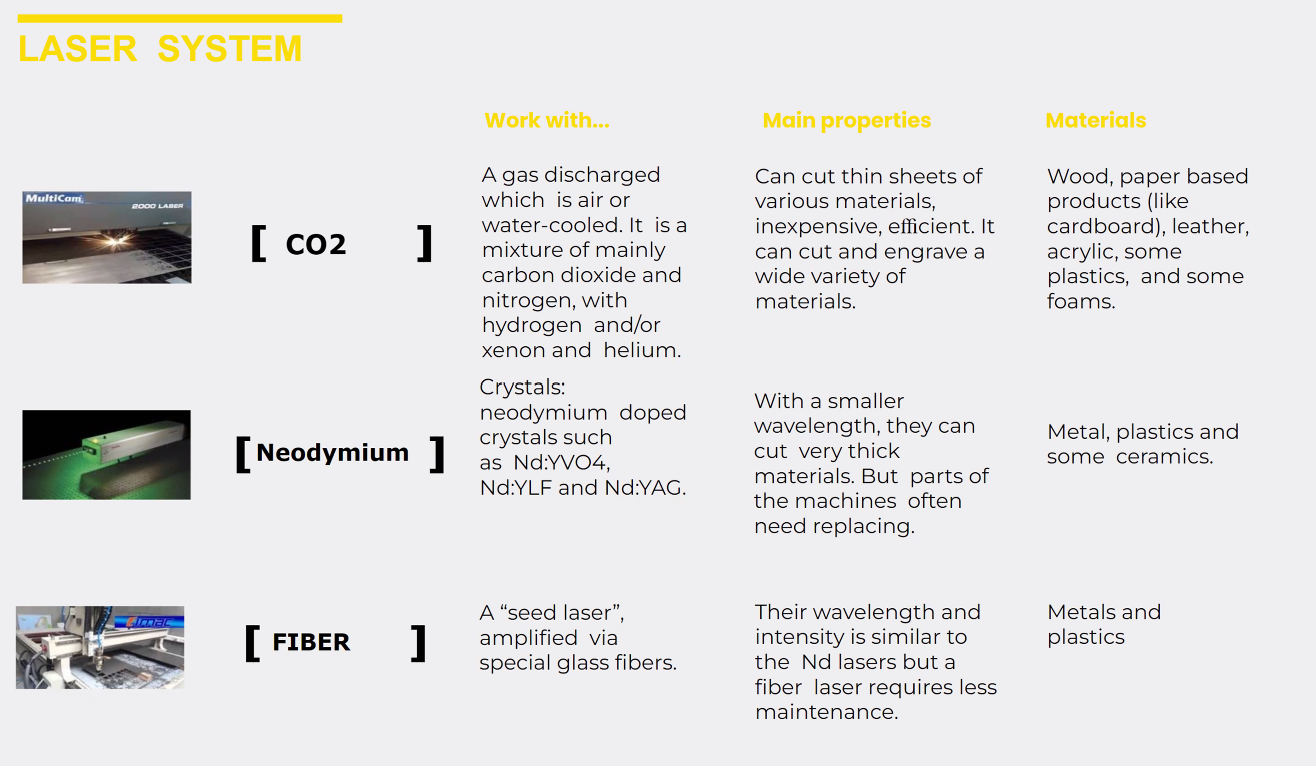 LASER SYSTEM
Work with...
Main properties
Materials
MultiCam
2000 LASER
[ CO2 ]
A gas discharged
which is air or
water-cooled. It is a
mixture of mainly
carbon dioxide and
nitrogen, with
hydrogen and/or
xenon and helium.
Can cut thin sheets of
various materials,
inexpensive, efficient. It
can cut and engrave a
wide variety of
materials.
Wood, paper based
products (like
cardboard), leather,
acrylic, some
plastics, and some
foams.
[ Neodymium ]
Crystals:
neodymium doped
crystals such
as Nd:YVO4,
Nd:YLF and Nd:YAG.
With a smaller
wavelength, they can
cut very thick
materials. But parts of
the machines often
need replacing.
Metal, plastics and
some ceramics.
[ FIBER ]
A “seed laser”,
amplified via
special glass fibers.
Their wavelength and
intensity is similar to
the Nd lasers but a
fiber laser requires less
maintenance.
Metals and
plastics